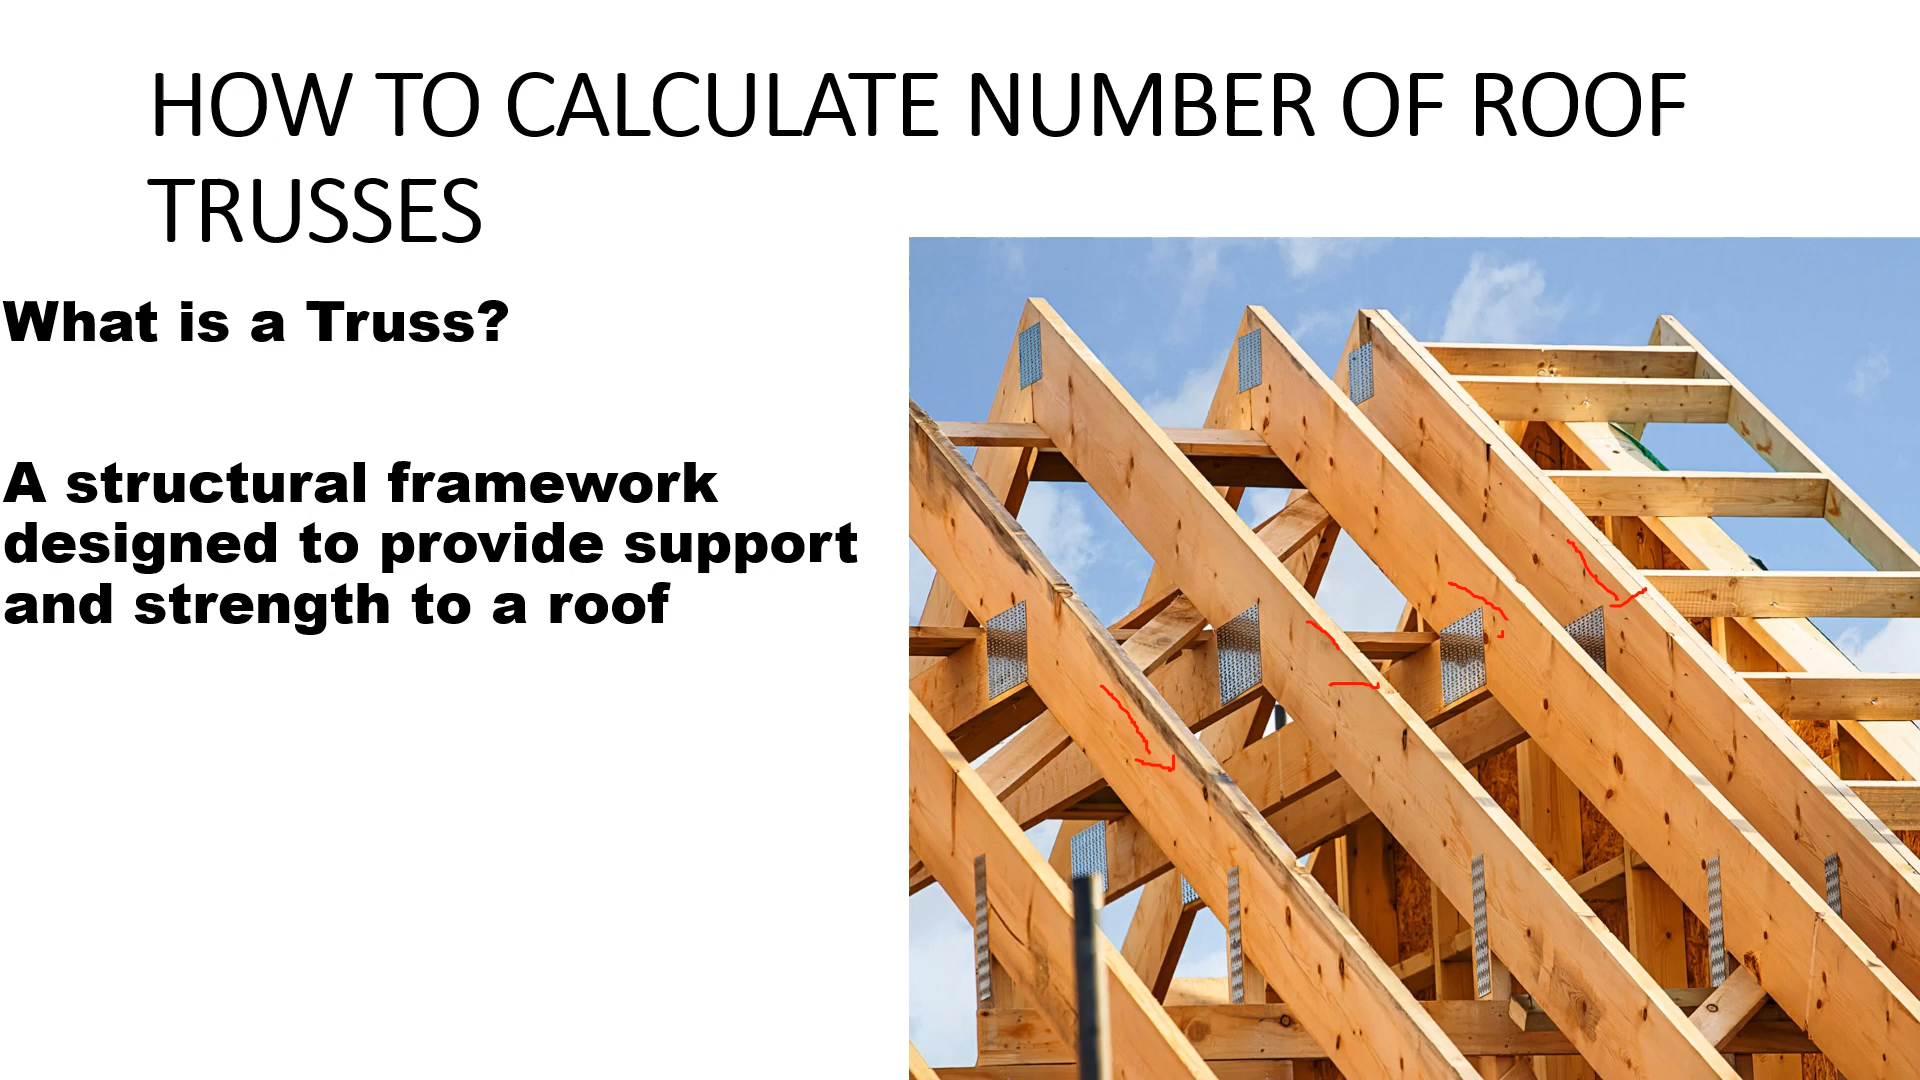 HOW TO CALCULATE NUMBER OF ROOF
TRUSSES
What is a Truss?
A structural framework
designed to provide support
and strength to a roof